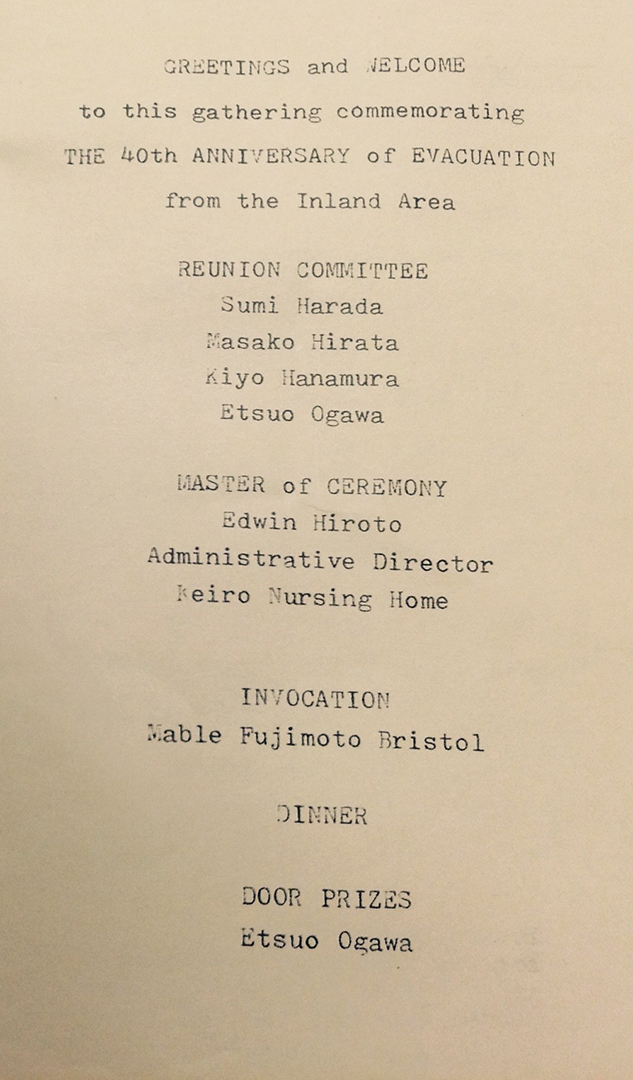 GREETINGS and WELCOME
to this gathering commemorating
THE 40th ANNIVERSARY of EVACUATION
from the Inland Area
REUNION COMMITTEE
Sumi Harada
Masako Hirata
Kiyo Hanamura
Etsuo Ogawa
MASTER of CEREMONY
Edwin Hiroto
Administrative Director
Keiro Nursing Home
INVOCATION
Mable Fujimoto Bristol
DINNER
DOOR PRIZES
Etsuo Ogawa